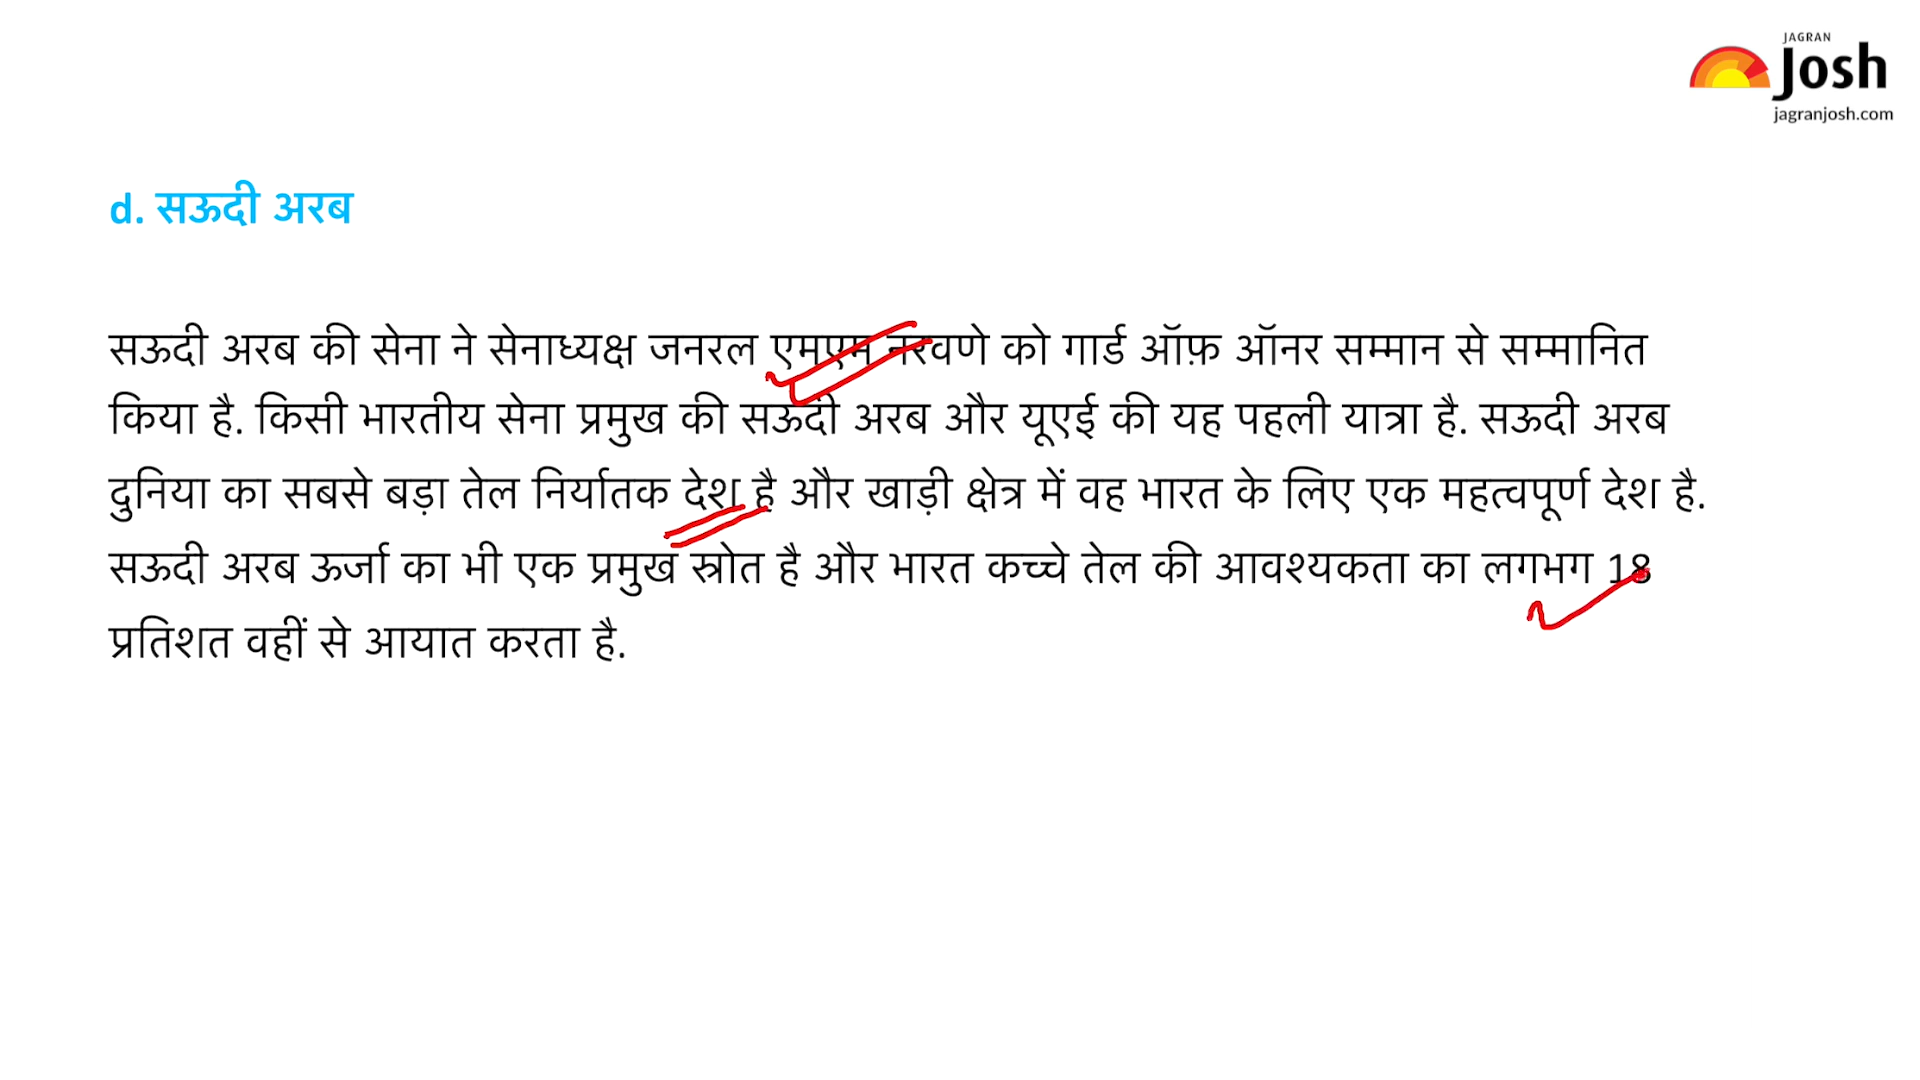 JAGRAN
Josh
jagranjosh.com
d. सऊदी अरब
सऊदी अरब की सेना ने सेनाध्यक्ष जनरल एमएम नरवणे को गार्ड ऑफ़ ऑनर सम्मान से सम्मानित
किया है. किसी भारतीय सेना प्रमुख की सऊदी अरब और यूएई की यह पहली यात्रा है. सऊदी अरब
दुनिया का सबसे बड़ा तेल निर्यातक देश है और खाड़ी क्षेत्र में वह भारत के लिए एक महत्वपूर्ण देश है.
सऊदी अरब ऊर्जा का भी एक प्रमुख स्रोत है और भारत कच्चे तेल की आवश्यकता का लगभग 18
प्रतिशत वहीं से आयात करता है.